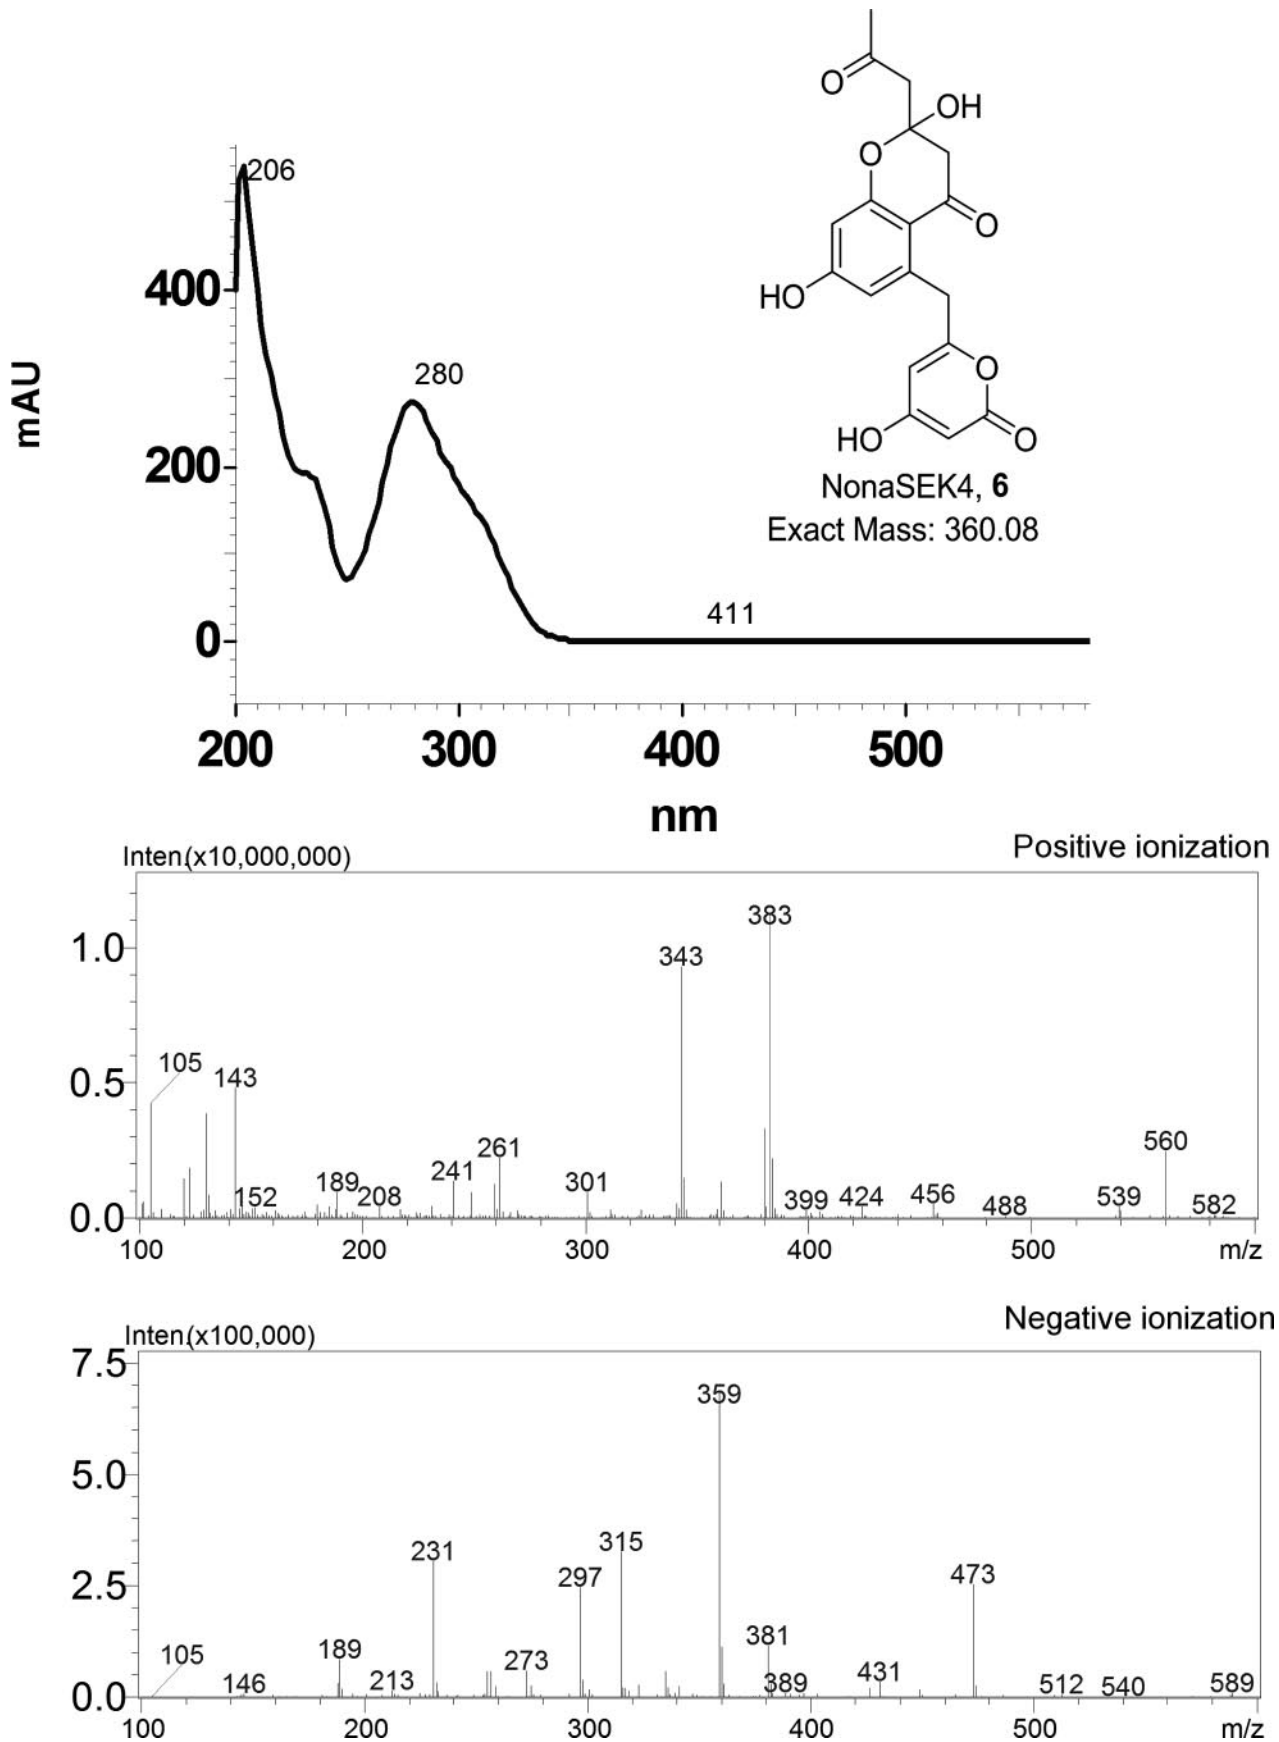 O
OH
O
O
HO
O
HO
O
NonaSEK4, 6
Exact Mass: 360.08
206
400
280
mAU
200
411
0
200 300 400 500
nm
Positive ionization
Inten.(x10,000,000)
383
1.0
343
105
0.5
143
560
261
241
189
301
152
208
399
424
456
488
539
582
0.0
100 200 300 400 500 m/z
Negative ionization
Inten.(x100,000)
7.5
359
5.0
315
231
297
473
2.5
381
189
105
273
431
146
213
389
512
540
589
0.0
100 200 300 400 500 m/z